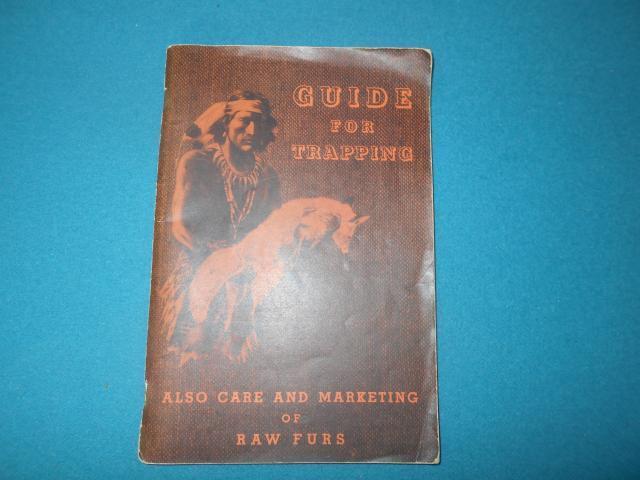 GUIDE
FOR
TRAPPING
ALSO CARE AND MARKETING
OF
RAW FURS